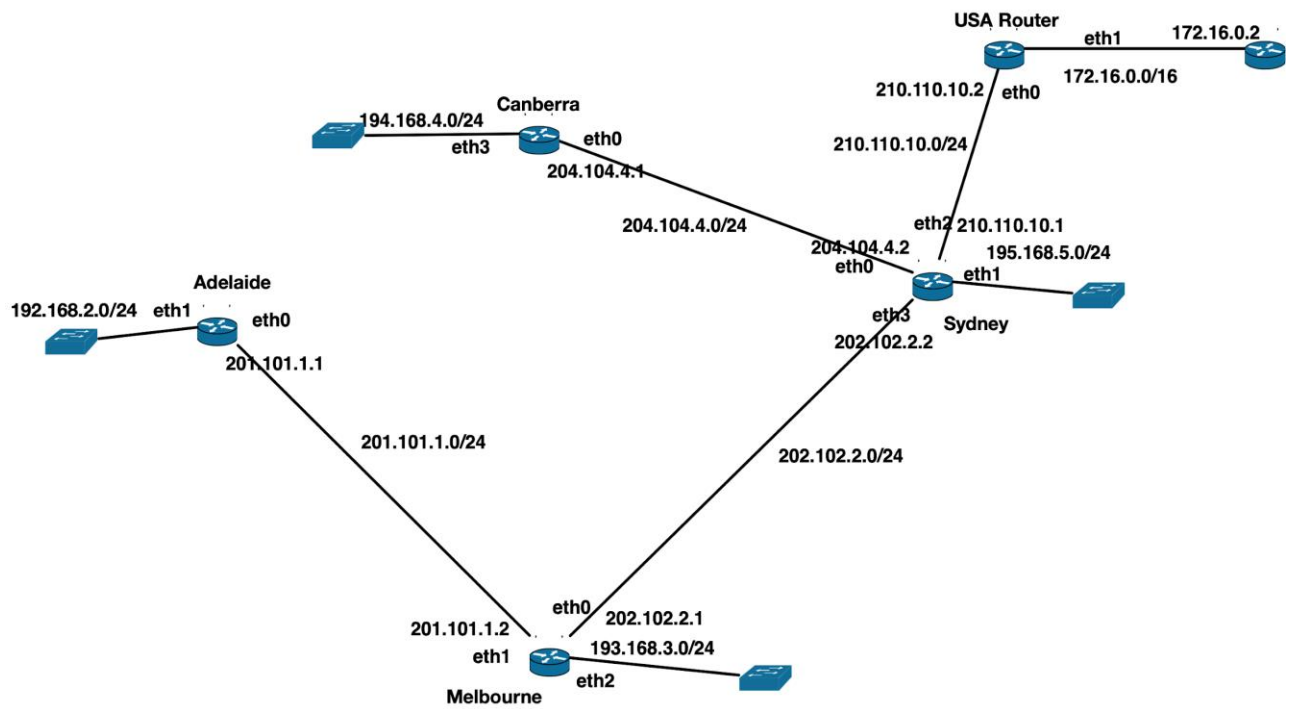 USA Router
eth1
172.16.0.2
172.16.0.0/16
210.110.10.2
eth0
Canberra
194.168.4.0/24
eth3
eth0
204.104.4.1
210.110.10.0/24
204.104.4.0/24
eth2
210.110.10.1
204.104.4.2
eth0
195.168.5.0/24
eth1
Adelaide
192.168.2.0/24
eth1
eth0
201.101.1.1
eth3
Sydney
202.102.2.2
201.101.1.0/24
202.102.2.0/24
eth0
202.102.2.1
201.101.1.2
193.168.3.0/24
eth1
eth2
Melbourne